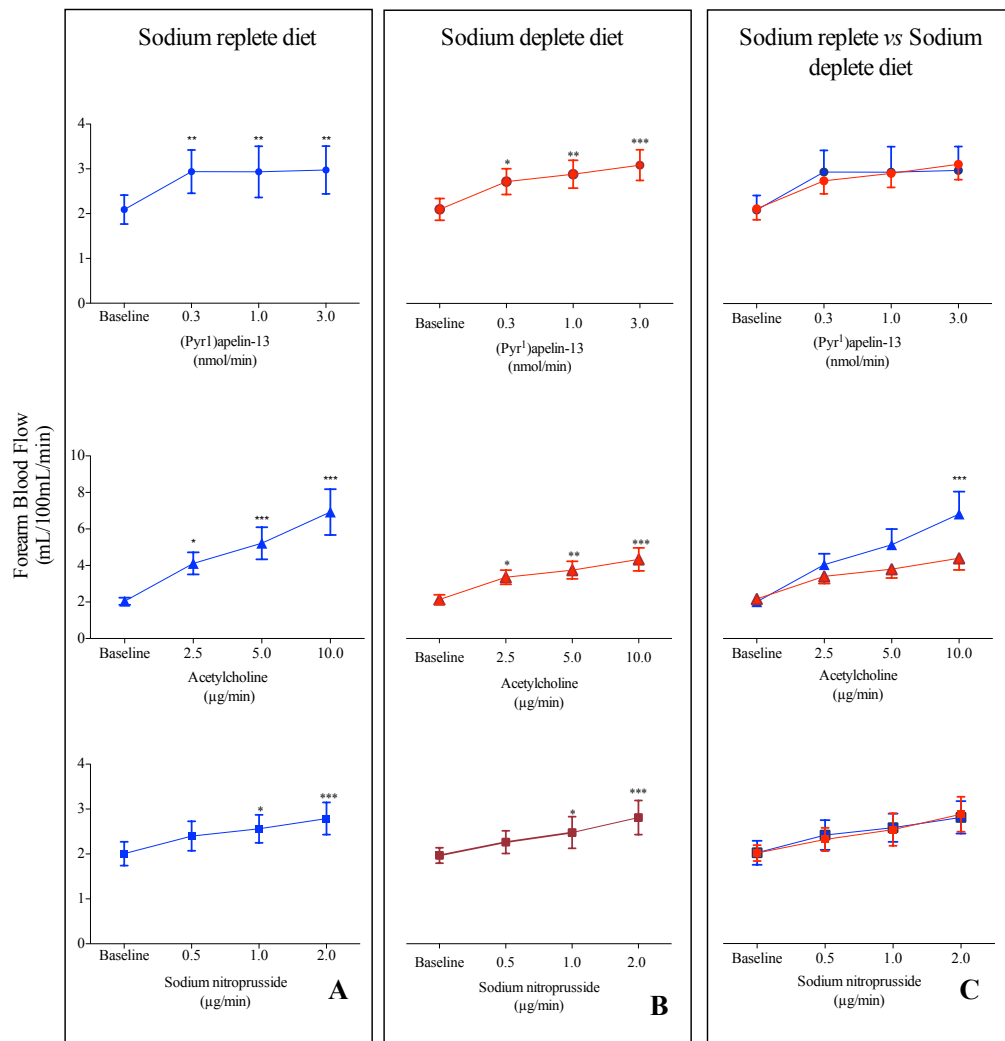 Sodium replete diet
4
3
2
1
0
**
**
**
Baseline
0.3
1.0
3.0
(Pyr1)apelin-13
(nmol/min)
Forearm Blood Flow
(mL/100mL/min)
10
8
6
4
2
0
*
***
***
Baseline
2.5
5.0
10.0
Acetylcholine
(µg/min)
4
3
2
1
0
*
***
Baseline
0.5
1.0
2.0
Sodium nitroprusside
(µg/min)
A
Sodium deplete diet
*
**
***
Baseline
0.3
1.0
3.0
(Pyr¹)apelin-13
(nmol/min)
*
**
***
Baseline
2.5
5.0
10.0
Acetylcholine
(µg/min)
*
***
Baseline
0.5
1.0
2.0
Sodium nitroprusside
(µg/min)
B
Sodium replete vs Sodium
deplete diet
Baseline
0.3
1.0
3.0
(Pyr¹)apelin-13
(nmol/min)
***
Baseline
2.5
5.0
10.0
Acetylcholine
(µg/min)
Baseline
0.5
1.0
2.0
Sodium nitroprusside
(µg/min)
C